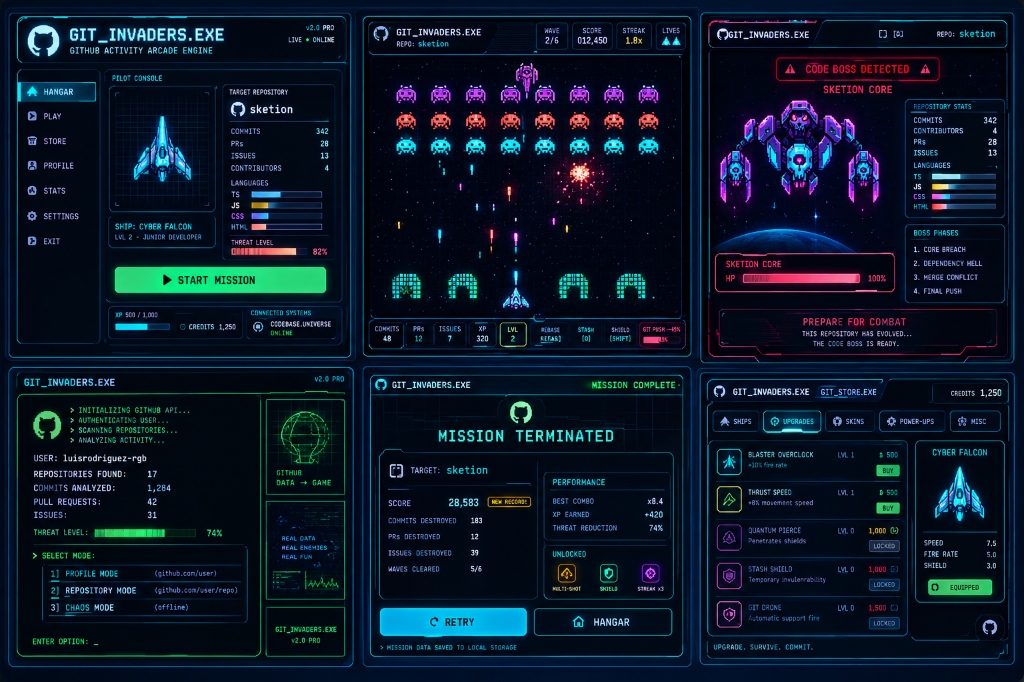 GIT_INVADERS.EXE
GITHUB ACTIVITY ARCADE ENGINE
v2.0 PRO
LIVE • ONLINE
HANGAR
PLAY
STORE
PROFILE
STATS
SETTINGS
EXIT
PILOT CONSOLE
SHIP: CYBER FALCON
LVL 2 - JUNIOR DEVELOPER
TARGET REPOSITORY
sketion
COMMITS 342
PRs 28
ISSUES 13
CONTRIBUTORS 4
LANGUAGES
TS
JS
CSS
HTML
THREAT LEVEL
82%
START MISSION
XP 500 / 1,000
CREDITS 1,250
CONNECTED SYSTEMS
CODEBASE.UNIVERSE
ONLINE
GIT_INVADERS.EXE
REPO: sketion
WAVE
2/6
SCORE
012,450
STREAK
1.8x
LIVES
COMMITS
48
PRs
12
ISSUES
7
XP
320
LVL
2
STASH
[O]
SHIELD
[SHIFT]
GIT PUSH
GIT_INVADERS.EXE
REPO: sketion
CODE BOSS DETECTED
SKETION CORE
REPOSITORY STATS
COMMITS 342
CONTRIBUTORS 4
PRs 28
ISSUES 13
LANGUAGES
TS
JS
CSS
HTML
BOSS PHASES
1. CORE BREACH
2. DEPENDENCY HELL
3. MERGE CONFLICT
4. FINAL PUSH
SKETION CORE
HP 100%
PREPARE FOR COMBAT
THIS REPOSITORY HAS EVOLVED...
THE CODE BOSS IS READY.
GIT_INVADERS.EXE
v2.0 PRO
> INITIALIZING GITHUB API...
> AUTHENTICATING USER...
> SCANNING REPOSITORIES...
> ANALYZING ACTIVITY...
USER: luisrodriguez-rgb
REPOSITORIES FOUND: 17
COMMITS ANALYZED: 1,284
PULL REQUESTS: 42
ISSUES: 31
THREAT LEVEL: 74%
> SELECT MODE:
1] PROFILE MODE (github.com/user)
2] REPOSITORY MODE (github.com/user/repo)
3] CHAOS MODE (offline)
ENTER OPTION: _
GITHUB
DATA → GAME
REAL DATA
REAL ENEMIES
REAL FUN
GIT_INVADERS.EXE
v2.0 PRO
GIT_INVADERS.EXE
MISSION COMPLETE
MISSION TERMINATED
TARGET: sketion
SCORE 28,583 NEW RECORD!
COMMITS DESTROYED 183
PRs DESTROYED 12
ISSUES DESTROYED 39
WAVES CLEARED 5/6
PERFORMANCE
BEST COMBO x8.4
XP EARNED +420
THREAT REDUCTION 74%
UNLOCKED
MULTI-SHOT
SHIELD
STREAK x3
RETRY
HANGAR
> MISSION DATA SAVED TO LOCAL STORAGE
GIT_INVADERS.EXE
GIT_STORE.EXE
CREDITS 1,250
SHIPS
UPGRADES
SKINS
POWER-UPS
MISC
BLASTER OVERCLOCK LVL 1 500
+10% fire rate
BUY
THRUST SPEED LVL 1 500
+8% movement speed
BUY
QUANTUM PIERCE LVL 0 1,000
Penetrates shields
LOCKED
STASH SHIELD LVL 0 1,000
Temporary invulnerability
LOCKED
GIT DRONE LVL 0 1,500
Automatic support fire
LOCKED
CYBER FALCON
SPEED 7.5
FIRE RATE 5.0
SHIELD 3.0
EQUIPPED
UPGRADE. SURVIVE. COMMIT.